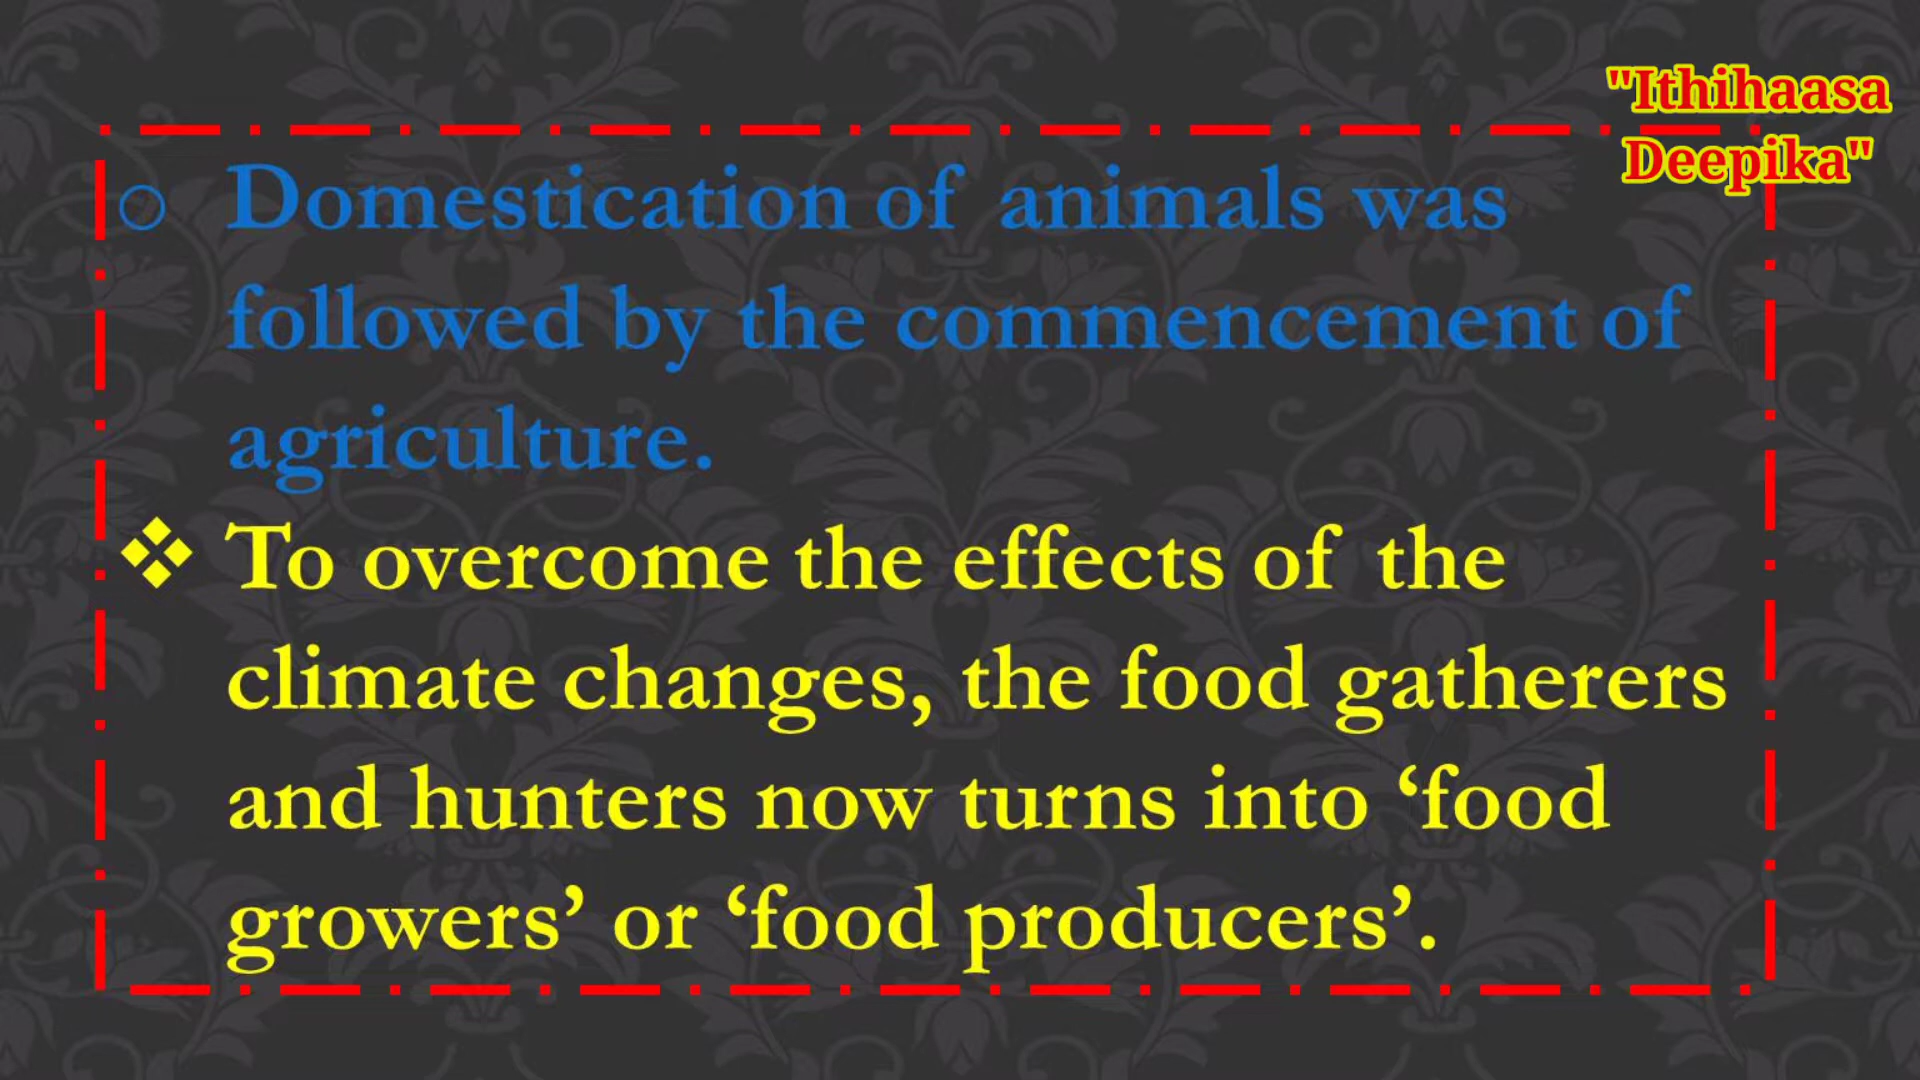 "Ithihaasa
Deepika"
○ Domestication of animals was
followed by the commencement of
agriculture.
❖ To overcome the effects of the
climate changes, the food gatherers
and hunters now turns into ‘food
growers’ or ‘food producers’.